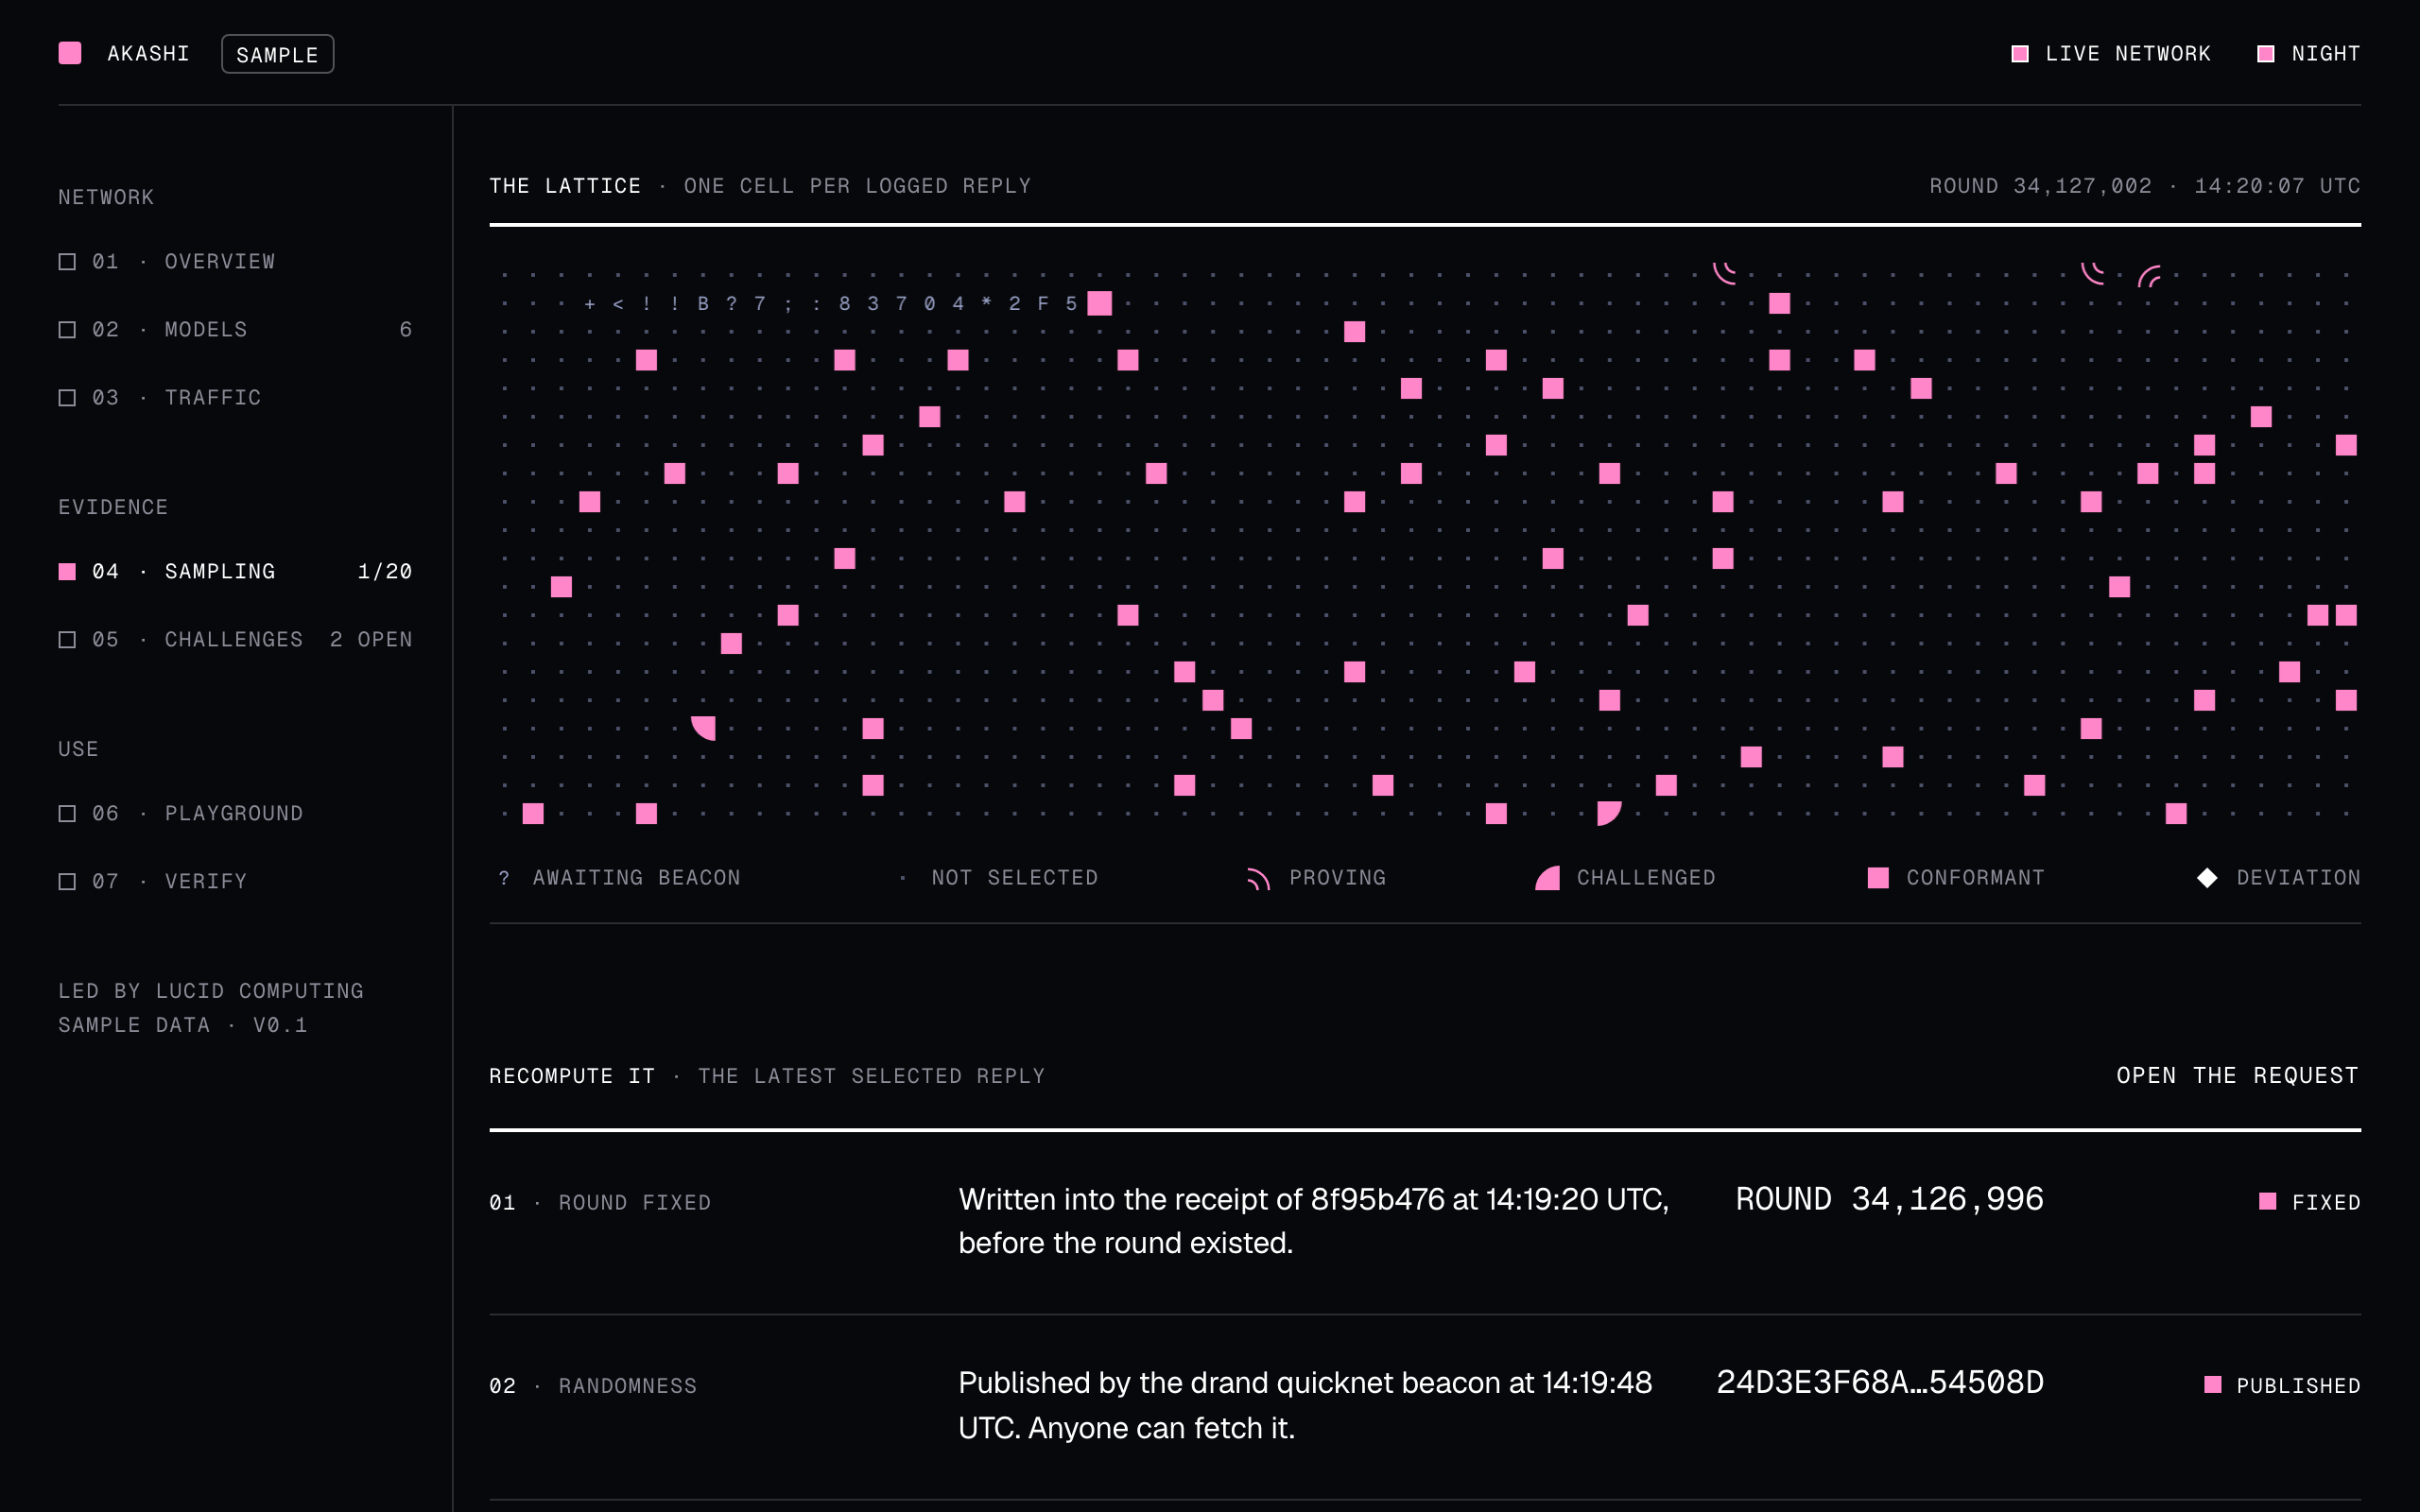 AKASHI SAMPLE
LIVE NETWORK NIGHT
NETWORK
01 · OVERVIEW
02 · MODELS 6
03 · TRAFFIC
EVIDENCE
04 · SAMPLING 1/20
05 · CHALLENGES 2 OPEN
USE
06 · PLAYGROUND
07 · VERIFY
LED BY LUCID COMPUTING
SAMPLE DATA · V0.1
THE LATTICE · ONE CELL PER LOGGED REPLY
ROUND 34,127,002 · 14:20:07 UTC
+ < ! ! B ? 7 ; : 8 3 7 0 4 * 2 F 5
? AWAITING BEACON
· NOT SELECTED
PROVING
CHALLENGED
CONFORMANT
DEVIATION
RECOMPUTE IT · THE LATEST SELECTED REPLY
OPEN THE REQUEST
01 · ROUND FIXED
Written into the receipt of 8f95b476 at 14:19:20 UTC,
before the round existed.
ROUND 34,126,996
FIXED
02 · RANDOMNESS
Published by the drand quicknet beacon at 14:19:48
UTC. Anyone can fetch it.
24D3E3F68A…54508D
PUBLISHED